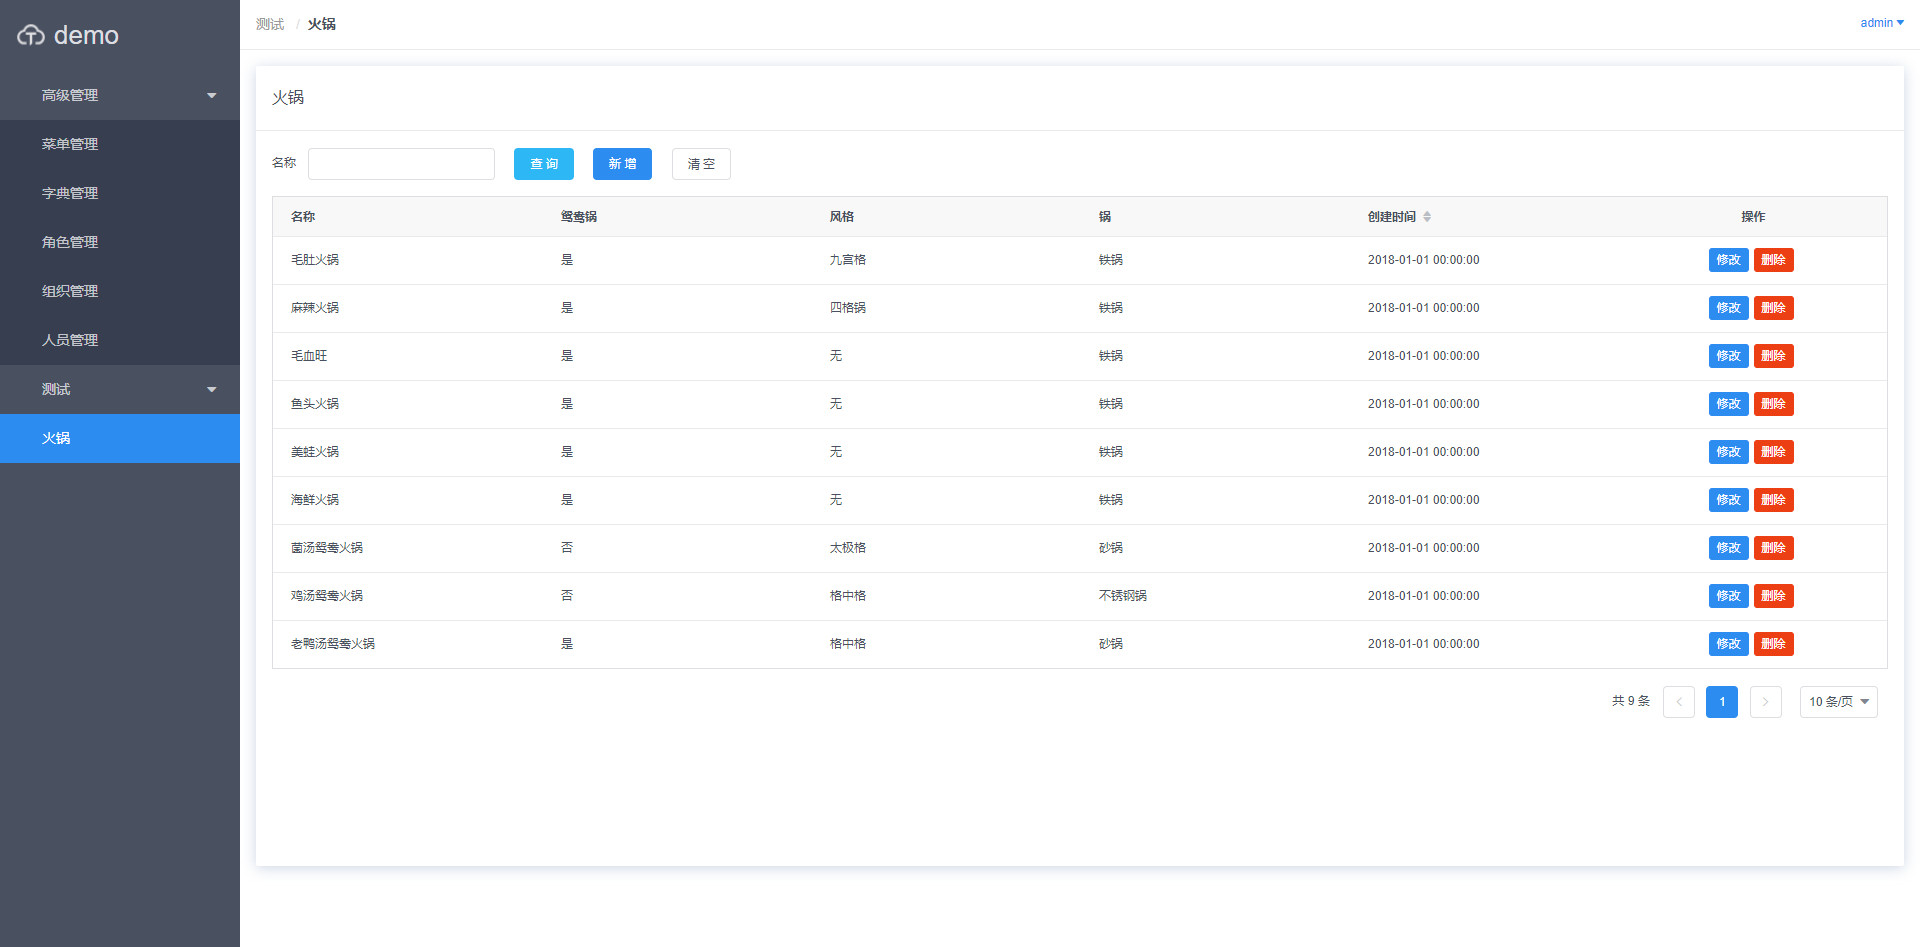 demo
高级管理
菜单管理
字典管理
角色管理
组织管理
人员管理
测试
火锅
测试 / 火锅
admin
火锅
名称 查询 新增 清空
名称 鸳鸯锅 风格 锅 创建时间 操作
毛肚火锅 是 九宫格 铁锅 2018-01-01 00:00:00 修改 删除
麻辣火锅 是 四格锅 铁锅 2018-01-01 00:00:00 修改 删除
毛血旺 是 无 铁锅 2018-01-01 00:00:00 修改 删除
鱼头火锅 是 无 铁锅 2018-01-01 00:00:00 修改 删除
美蛙火锅 是 无 铁锅 2018-01-01 00:00:00 修改 删除
海鲜火锅 是 无 铁锅 2018-01-01 00:00:00 修改 删除
菌汤鸳鸯火锅 否 太极格 砂锅 2018-01-01 00:00:00 修改 删除
鸡汤鸳鸯火锅 否 格中格 不锈钢锅 2018-01-01 00:00:00 修改 删除
老鸭汤鸳鸯火锅 是 格中格 砂锅 2018-01-01 00:00:00 修改 删除
共 9 条 1 10 条/页